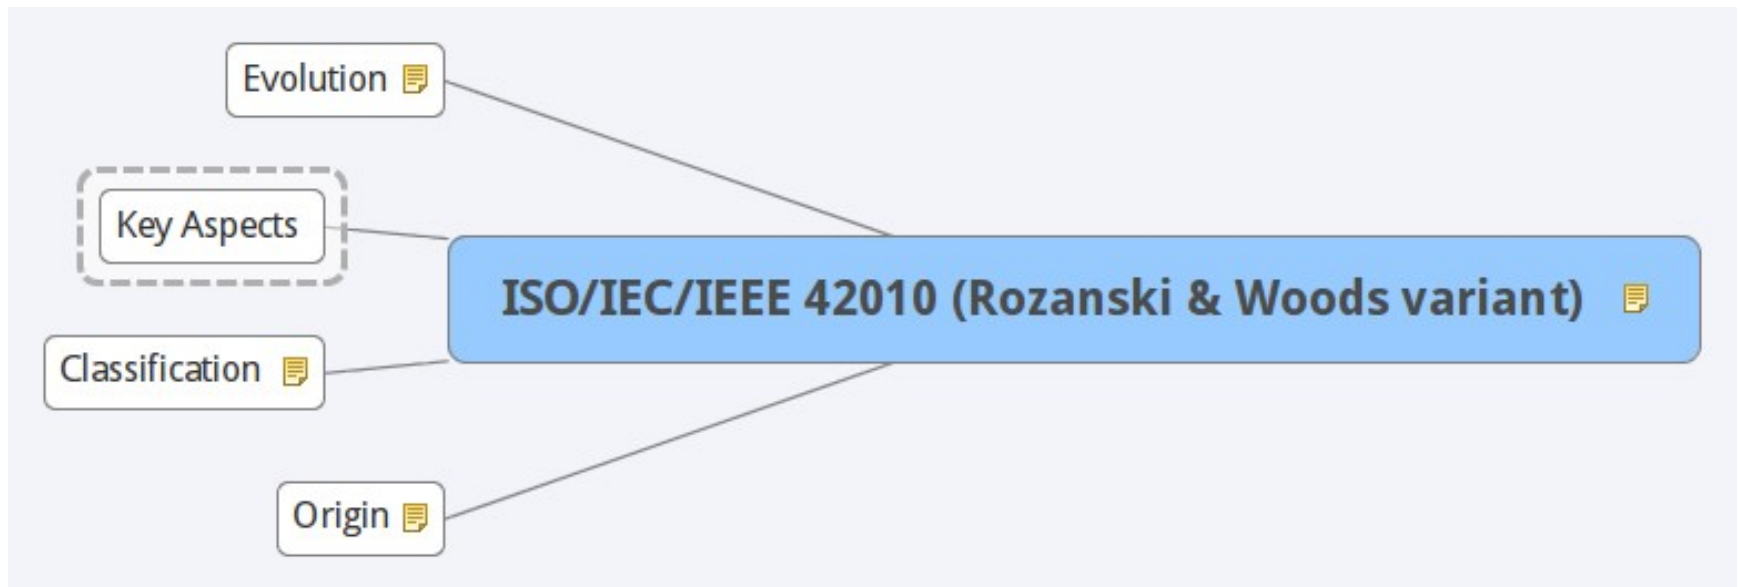 Evolution
Key Aspects
ISO/IEC/IEEE 42010 (Rozanski & Woods variant)
Classification
Origin